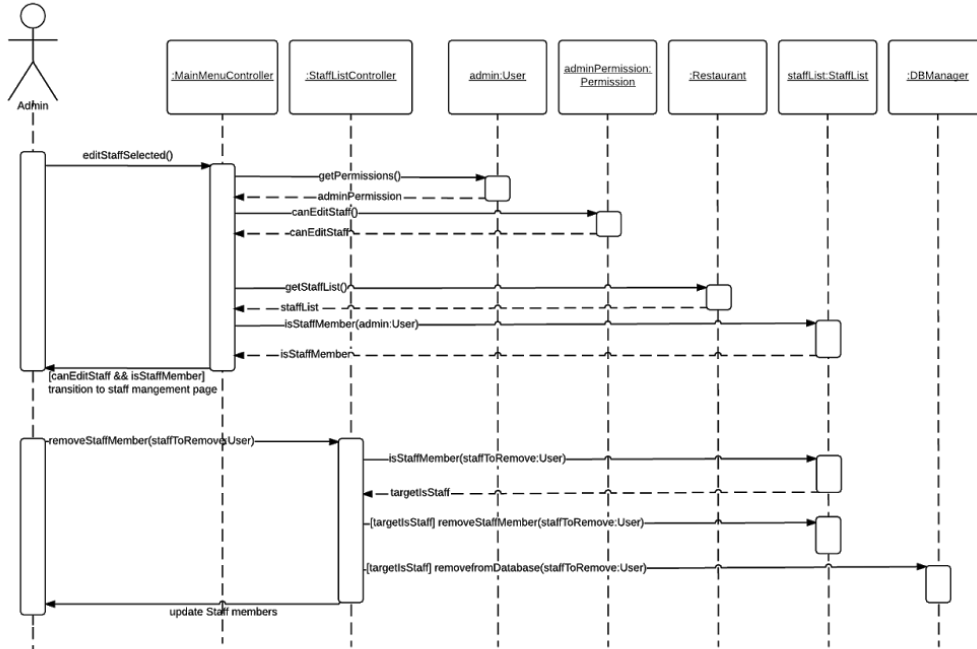 :MainMenuController
:StaffListController
admin:User
adminPermission:
Permission
:Restaurant
staffList:StaffList
:DBManager
Admin
editStaffSelected()
getPermissions()
adminPermission
canEditStaff()
canEditStaff
getStaffList()
staffList
isStaffMember(admin:User)
isStaffMember
[canEditStaff && isStaffMember]
transition to staff mangement page
removeStaffMember(staffToRemove:User)
isStaffMember(staffToRemove:User)
targetIsStaff
[targetIsStaff] removeStaffMember(staffToRemove:User)
[targetIsStaff] removefromDatabase(staffToRemove:User)
update Staff members